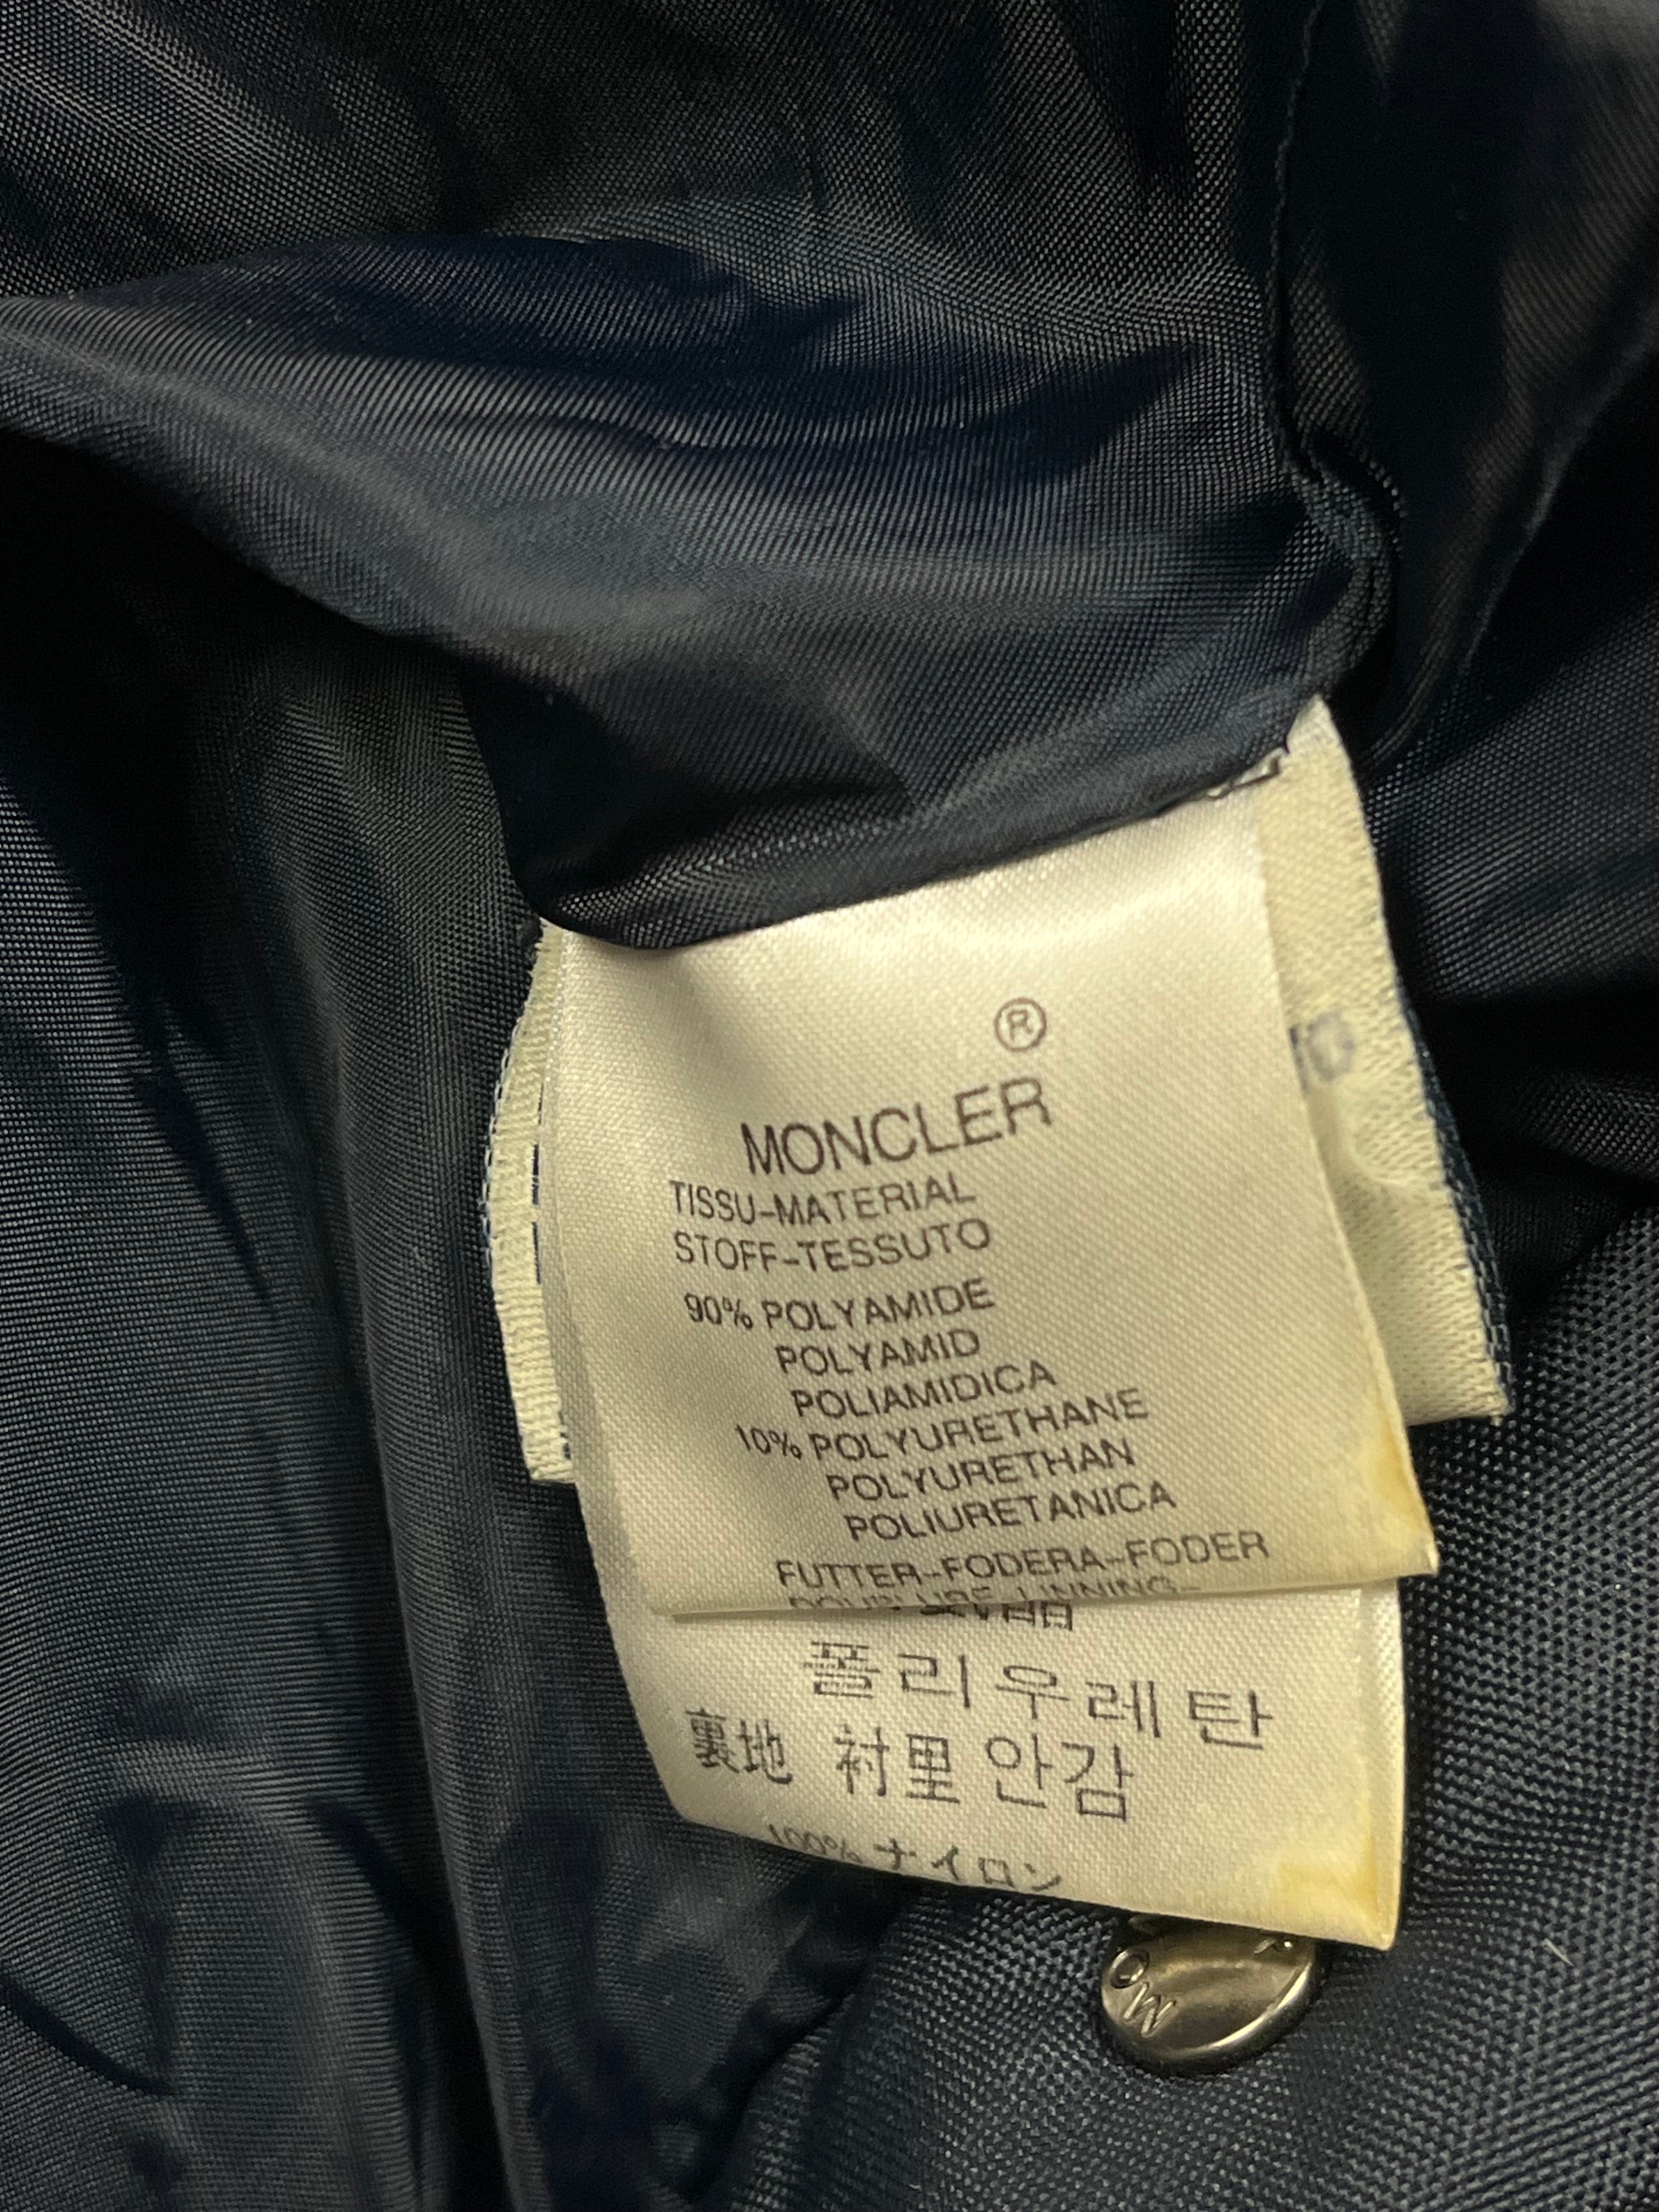 ®
MONCLER
TISSU-MATERIAL
STOFF-TESSUTO
90% POLYAMIDE
POLYAMID
POLIAMIDICA
10% POLYURETHANE
POLYURETHAN
POLIURETANICA
FUTTER-FODERA-FODER
폴리우레탄
裏地 衬里 안감
100% ナイロン
MO